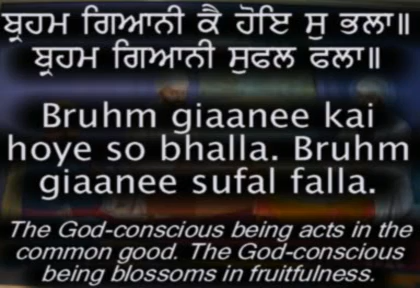 ਬ੍ਰਹਮ ਗਿਆਨੀ ਕੈ ਹੋਇ ਸੁ ਭਲਾ॥
ਬ੍ਰਹਮ ਗਿਆਨੀ ਸੁਫਲ ਫਲਾ॥
Bruhm giaanee kai
hoye so bhalla. Bruhm
giaanee sufal falla.
The God-conscious being acts in the
common good. The God-conscious
being blossoms in fruitfulness.